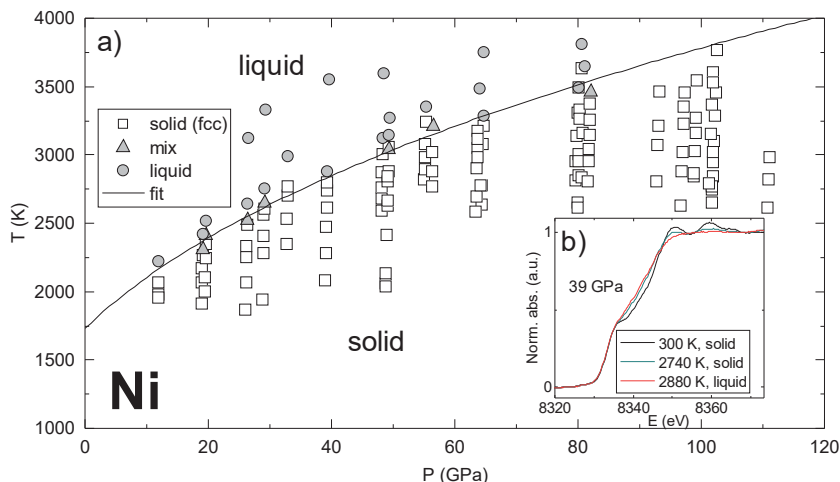 a)
liquid
solid (fcc)
mix
liquid
fit
solid
Ni
T (K)
4000
3500
3000
2500
2000
1500
1000
0
20
40
60
80
100
120
P (GPa)
b)
39 GPa
Norm. abs. (a.u.)
1
0
300 K, solid
2740 K, solid
2880 K, liquid
8320
8340
8360
E (eV)